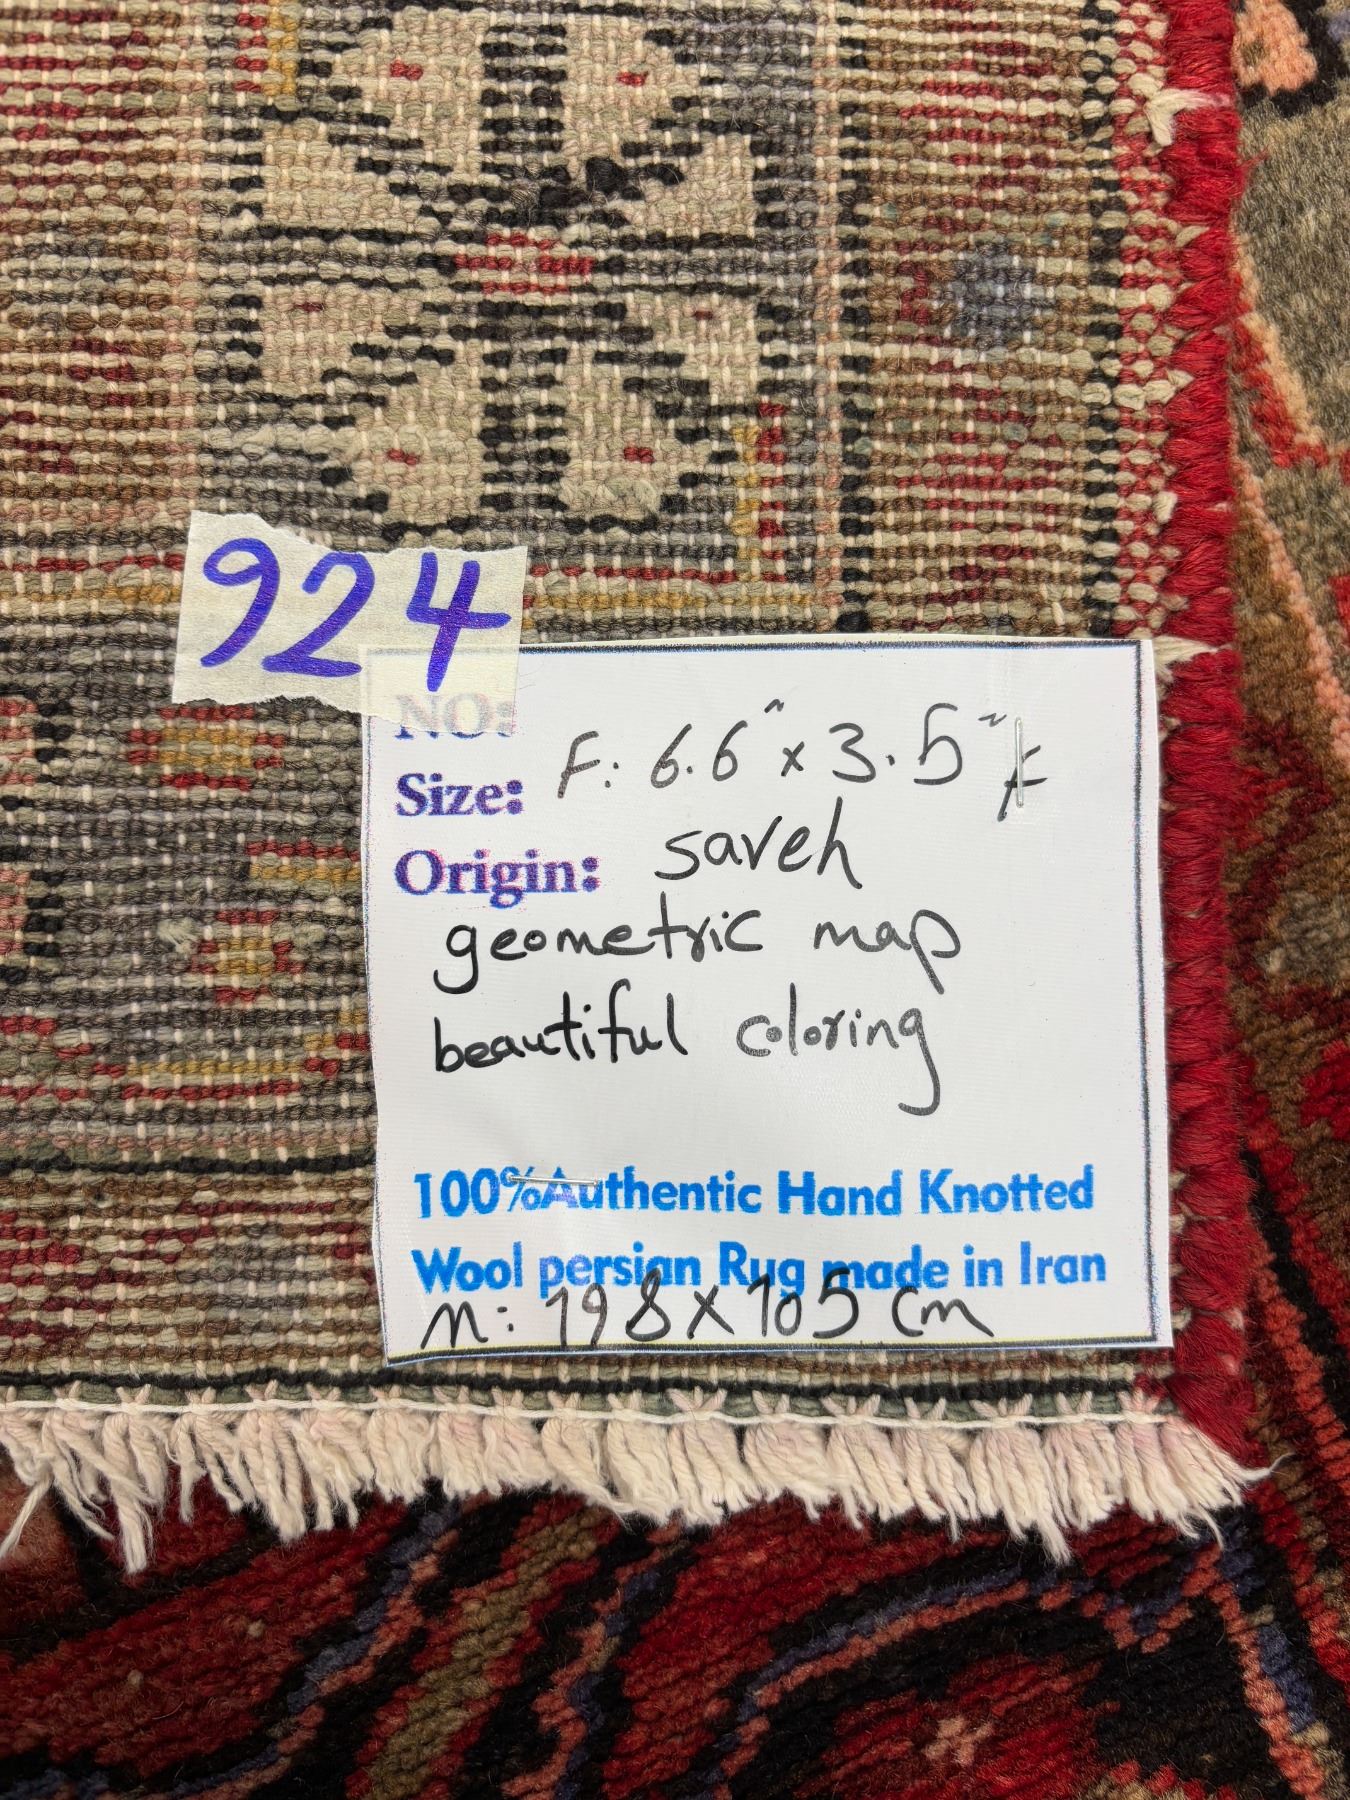 924
NO:
Size: F: 6.6" x 3.5" F
Origin: saveh
geometric map
beautiful coloring
100%Authentic Hand Knotted
Wool persian Rug made in Iran
M: 198 x 105 cm